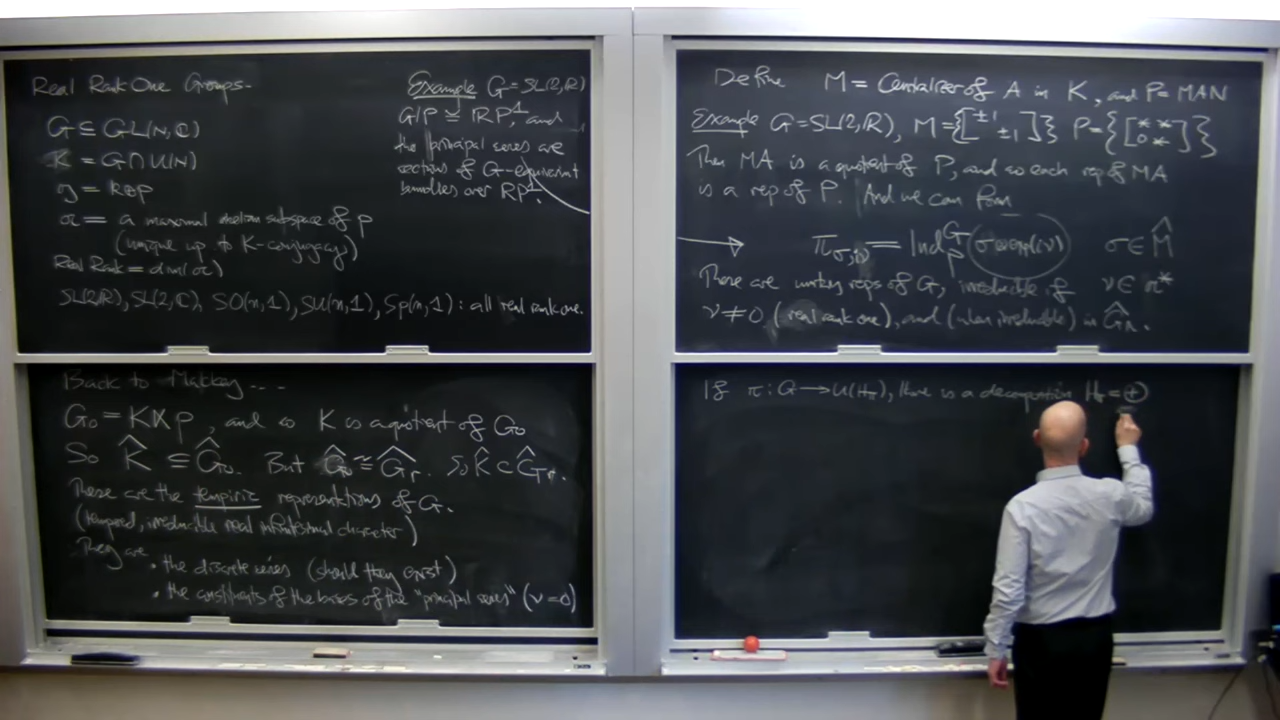 Real Rank One Groups-
G ⊆ GL(N,ℂ)
K = G ∩ U(N)
𝔤 = 𝔨⊕𝔭
𝔞 = a maximal abelian subspace of 𝔭
(unique up to K-conjugacy)
Real Rank = dim(𝔞)
SL(2,ℝ), SL(2,ℂ), SO(n,1), SU(n,1), Sp(n,1): all real rank one.
Example G = SL(2,ℝ)
G/P ≅ ℝP¹, and
the principal series are
sections of G-equivariant
bundles over ℝP¹.
Back to Mackey....
G₀ = K⋉𝔭, and so K is a quotient of G₀
So K̂ ⊆ Ĝ₀. But Ĝ₀ ≅ Ĝᵣ. So K̂ ⊂ Ĝᵣ.
These are the tempiric representations of G.
(tempered, irreducible real infinitesimal character)
They are
• the discrete series (should they exist)
• the constituents of the bases of the "principal series" (ν=0)
Define M = Centralizer of A in K, and P = MAN
Example G = SL(2,ℝ), M = {[±1 ±1]} P = {[* * 0 *]}
Then MA is a quotient of P, and so each rep of MA
is a rep of P. And we can form
π_{σ,ν} = Ind_P^G (σ⊗exp(iν)) σ ∈ M̂
These are unitary reps of G, irreducible if ν ∈ 𝔞*
ν ≠ 0 (real rank one), and (when irreducible) in Ĝᵣ.
If π: G → U(H_π), there is a decomposition H_π = ⊕